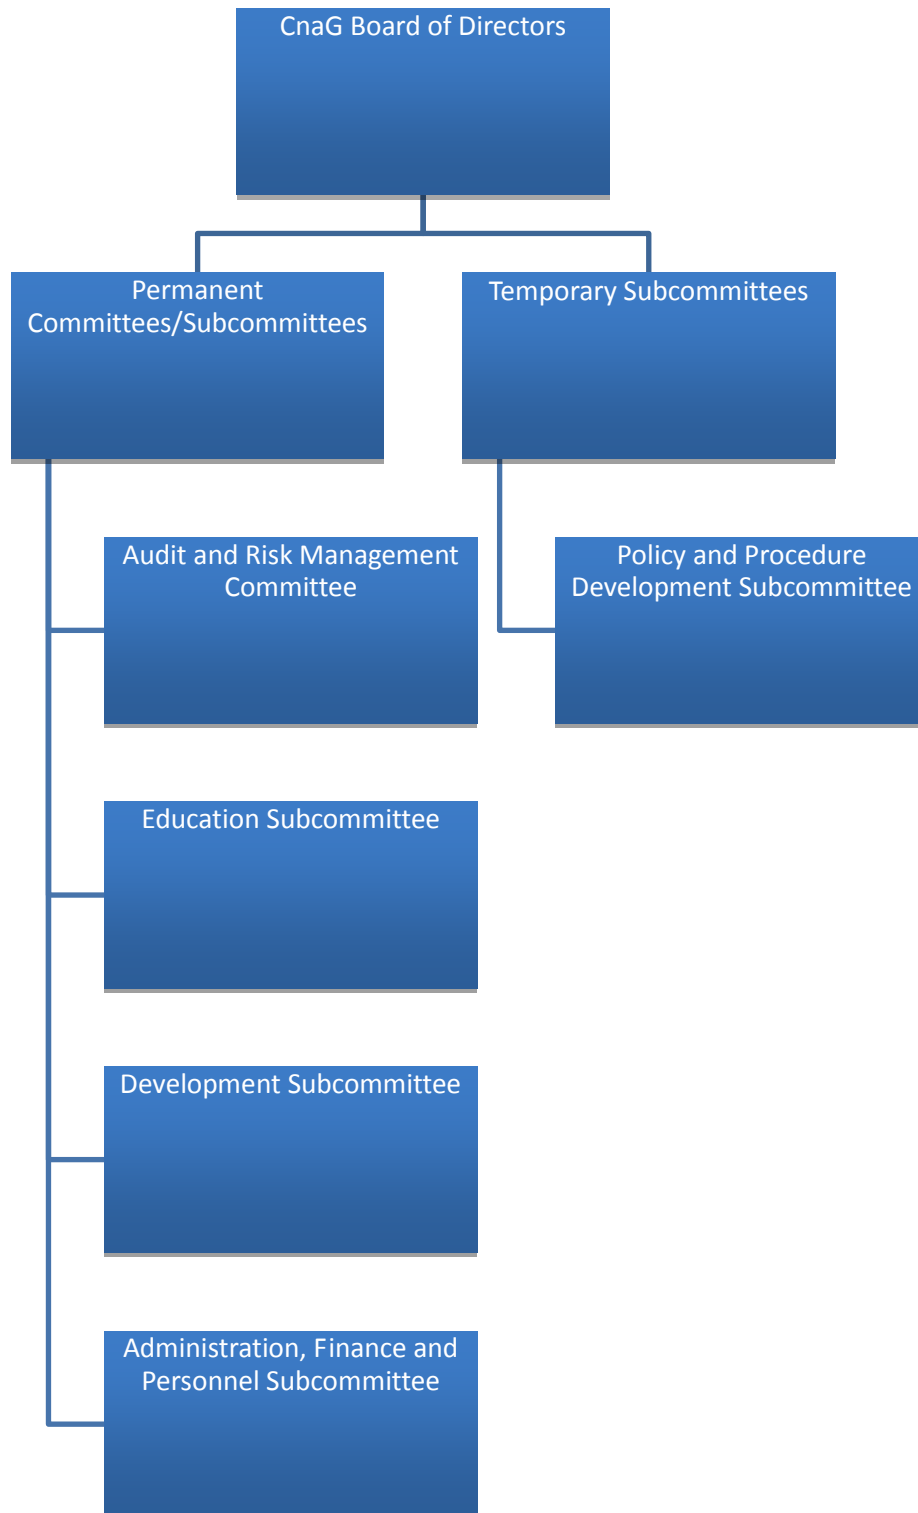 CnaG Board of Directors
Permanent
Committees/Subcommittees
Temporary Subcommittees
Audit and Risk Management
Committee
Policy and Procedure
Development Subcommittee
Education Subcommittee
Development Subcommittee
Administration, Finance and
Personnel Subcommittee